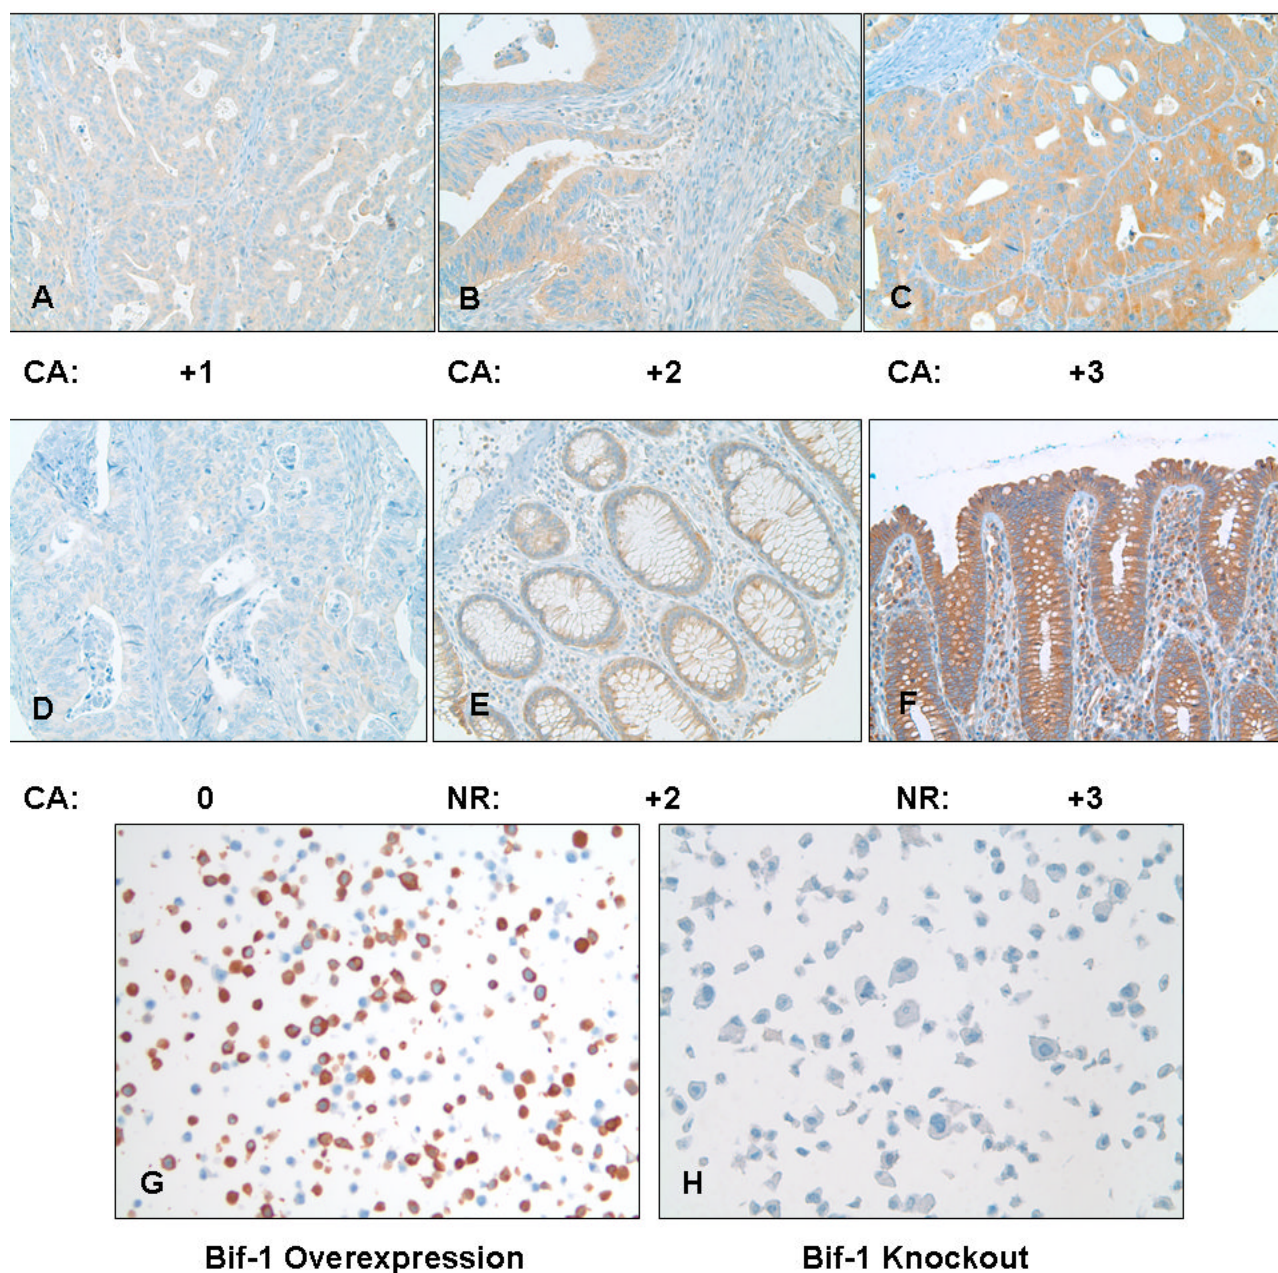 A B C
CA: +1 CA: +2 CA: +3
D E F
CA: 0 NR: +2 NR: +3
G H
Bif-1 Overexpression Bif-1 Knockout